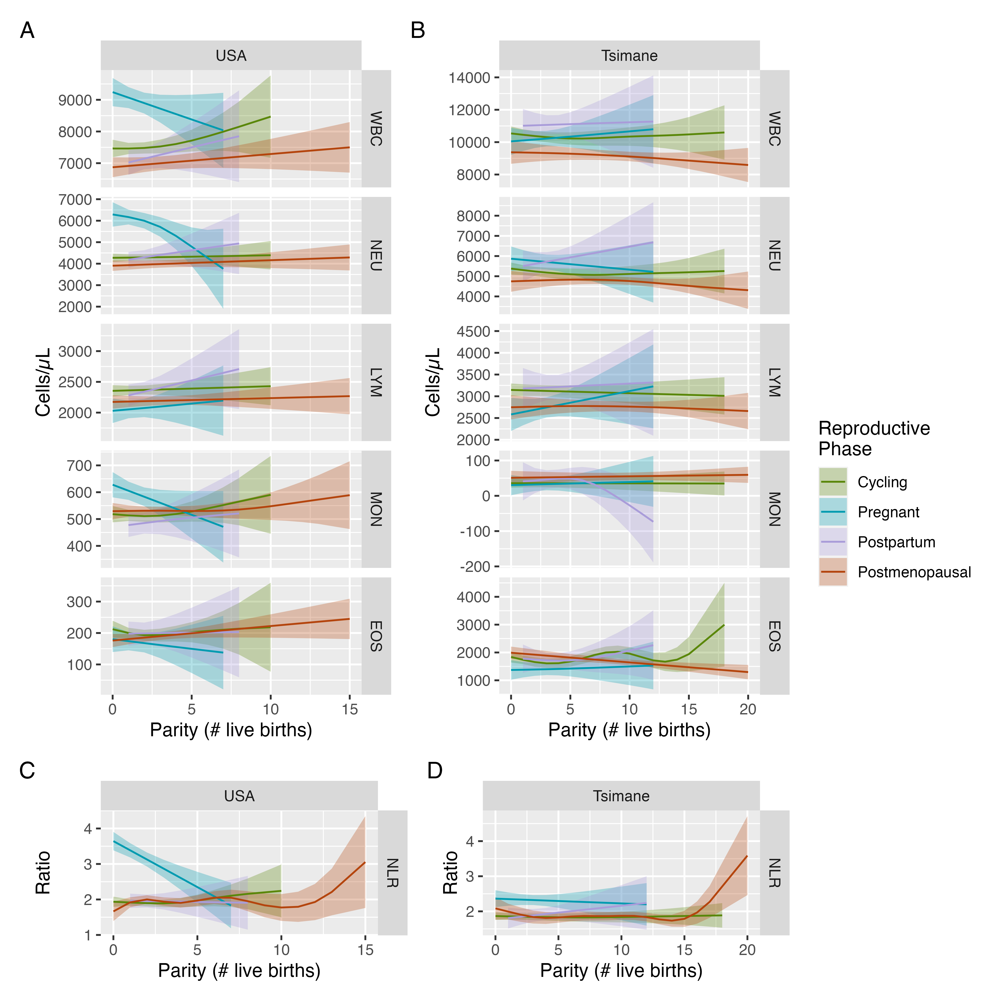 A
B
USA
Tsimane
9000
8000
7000
WBC
14000
12000
10000
8000
WBC
7000
6000
5000
4000
3000
2000
NEU
8000
7000
6000
5000
4000
NEU
Cells/µL
3000
2500
2000
LYM
Cells/µL
4500
4000
3500
3000
2500
2000
LYM
700
600
500
400
MON
100
0
-100
-200
MON
300
200
100
EOS
4000
3000
2000
1000
EOS
0 5 10 15
0 5 10 15 20
Parity (# live births)
Parity (# live births)
Reproductive
Phase
Cycling
Pregnant
Postpartum
Postmenopausal
C
D
USA
Tsimane
Ratio
4
3
2
1
NLR
Ratio
4
3
2
NLR
0 5 10 15
0 5 10 15 20
Parity (# live births)
Parity (# live births)